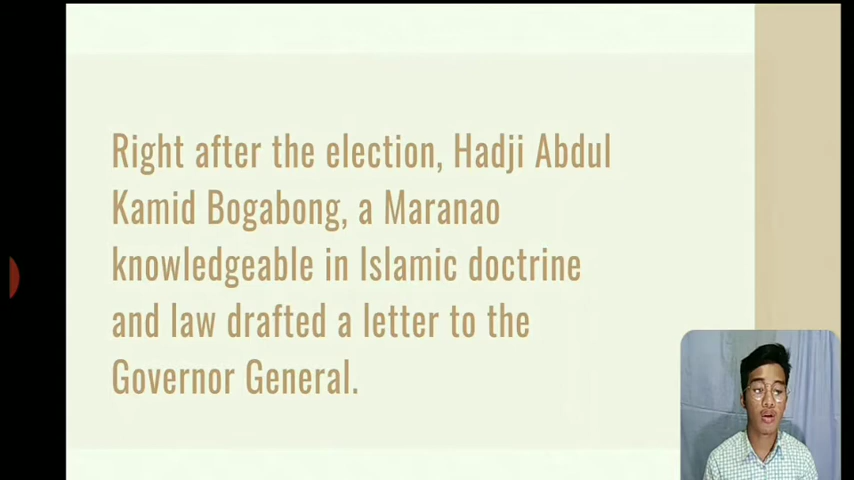 Right after the election, Hadji Abdul
Kamid Bogabong, a Maranao
knowledgeable in Islamic doctrine
and law drafted a letter to the
Governor General.